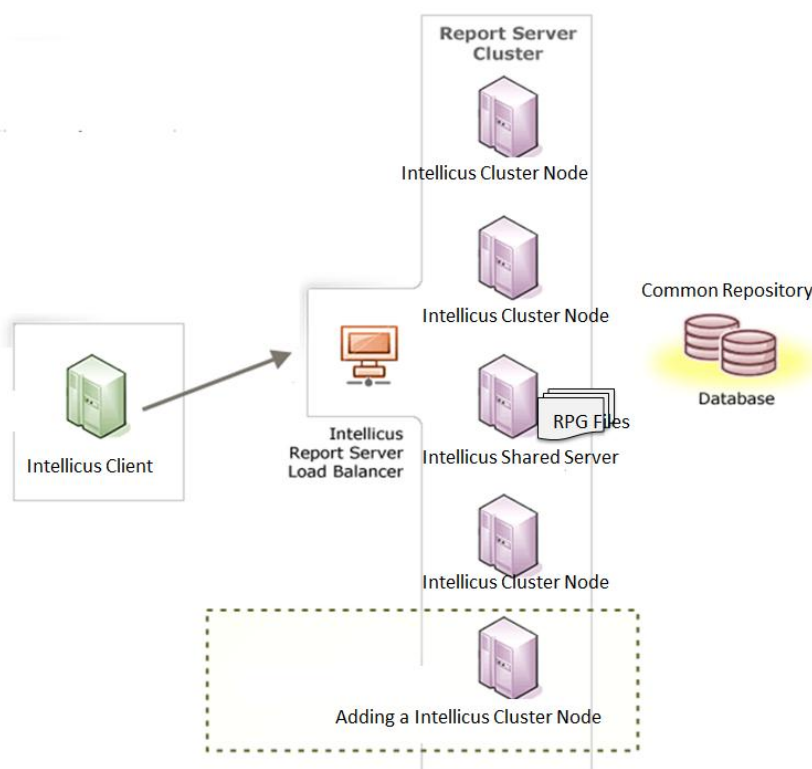 Report Server
Cluster
Intellicus Cluster Node
Intellicus Cluster Node
Common Repository
Database
RPG Files
Intellicus Shared Server
Intellicus
Report Server
Load Balancer
Intellicus Client
Intellicus Cluster Node
Adding a Intellicus Cluster Node